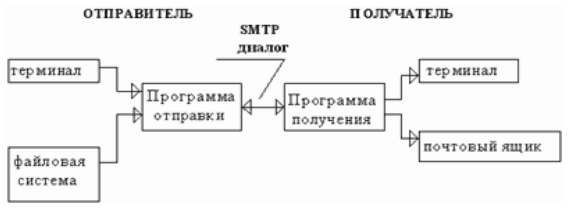 ОТПРАВИТЕЛЬ
ПОЛУЧАТЕЛЬ
SMTP
диалог
терминал
Программа
отправки
Программа
получения
терминал
файловая
система
почтовый ящик